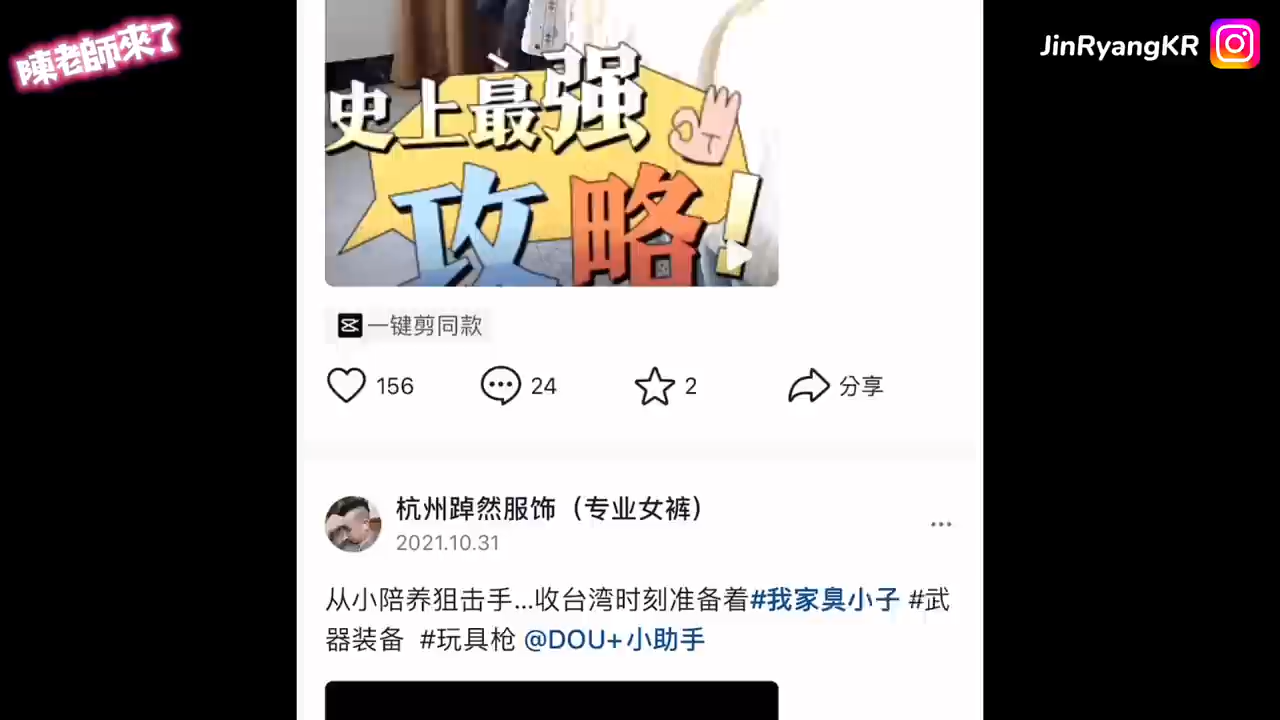 陳老師來了
JinRyangKR
史上最强
攻略!
一键剪同款
156
24
2
分享
杭州踔然服饰（专业女裤）
2021.10.31
从小陪养狙击手...收台湾时刻准备着#我家臭小子 #武
器装备 #玩具枪 @DOU+小助手